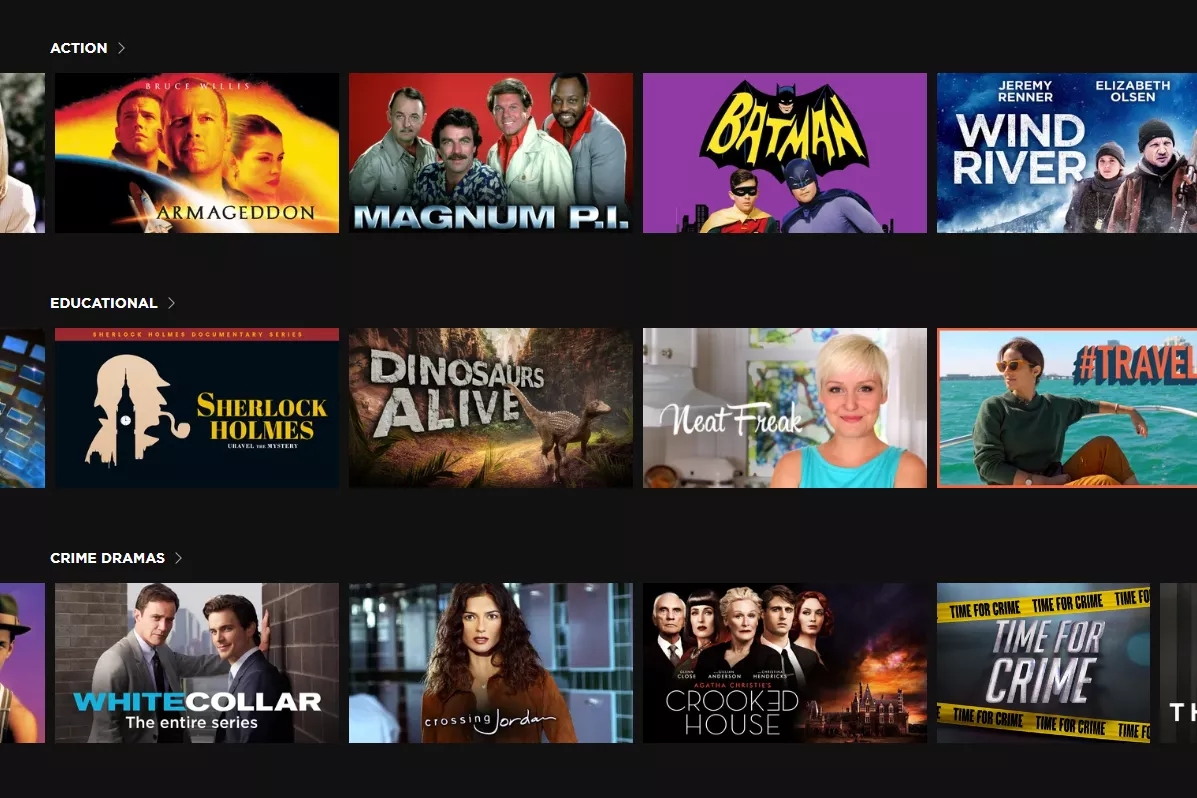 ACTION
BRUCE WILLIS
ARMAGEDDON
MAGNUM P.I.
BATMAN
JEREMY RENNER
ELIZABETH OLSEN
WIND
RIVER
EDUCATIONAL
SHERLOCK HOLMES DOCUMENTARY SERIES
SHERLOCK
HOLMES
URAVEL THE MYSTERY
DINOSAURS
ALIVE
Neat Freak
#TRAVEL
CRIME DRAMAS
WHITECOLLAR
The entire series
crossing Jordan
GLENN CLOSE
GILLIAN ANDERSON
CHRISTINA HENDRICKS
AGATHA CHRISTIE'S
CROOKED
HOUSE
TIME FOR CRIME TIME FOR CRIME TIME FO
TIME FOR
CRIME
TIME FOR CRIME TIME FOR CRIME TIME F
TH